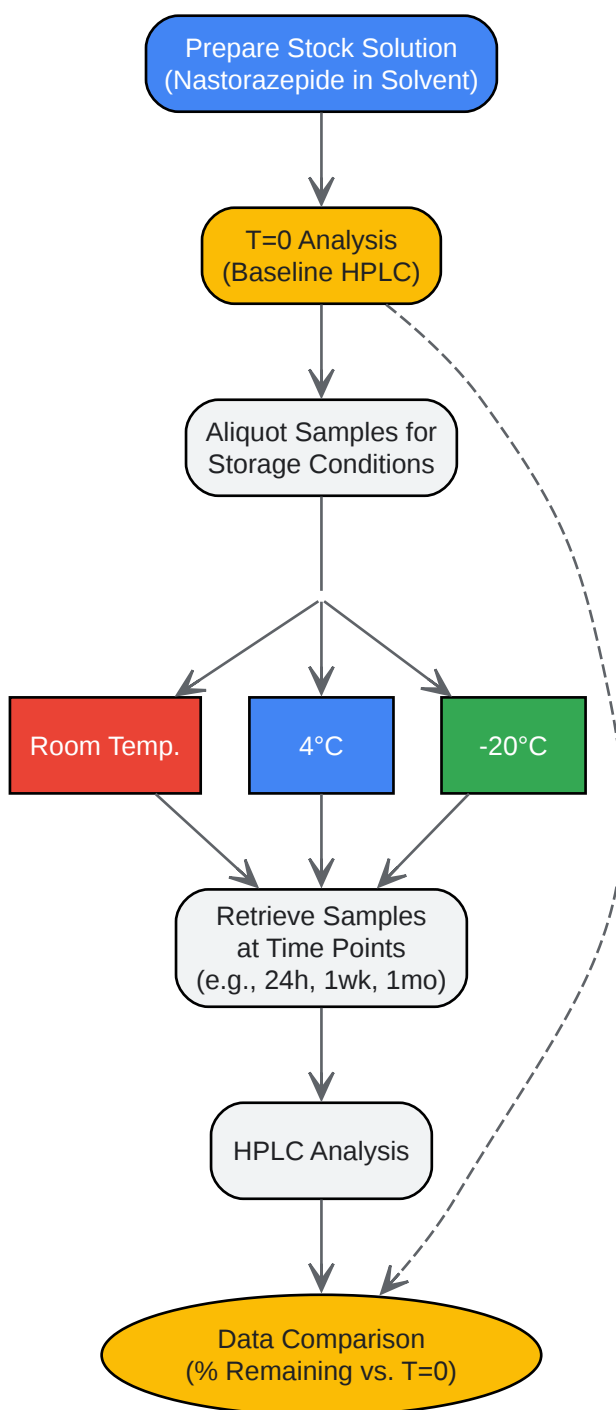 Prepare Stock Solution
(Nastorazepide in Solvent)
T=0 Analysis
(Baseline HPLC)
Aliquot Samples for
Storage Conditions
Room Temp.
4°C
-20°C
Retrieve Samples
at Time Points
(e.g., 24h, 1wk, 1mo)
HPLC Analysis
Data Comparison
(% Remaining vs. T=0)